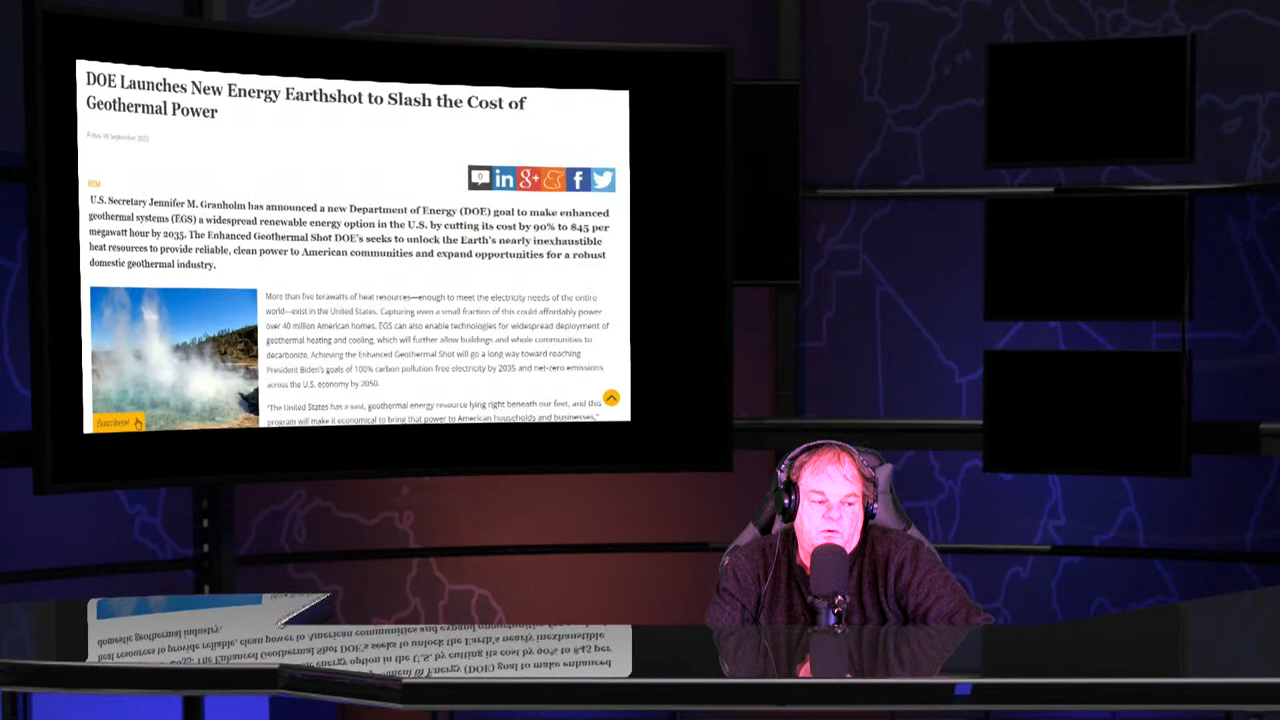 DOE Launches New Energy Earthshot to Slash the Cost of
Geothermal Power
Friday, 09 September 2022
0
in
g+
f
REM
U.S. Secretary Jennifer M. Granholm has announced a new Department of Energy (DOE) goal to make enhanced
geothermal systems (EGS) a widespread renewable energy option in the U.S. by cutting its cost by 90% to $45 per
megawatt hour by 2035. The Enhanced Geothermal Shot DOE's seeks to unlock the Earth's nearly inexhaustible
heat resources to provide reliable, clean power to American communities and expand opportunities for a robust
domestic geothermal industry.
More than five terawatts of heat resources—enough to meet the electricity needs of the entire
world—exist in the United States. Capturing even a small fraction of this could affordably power
over 40 million American homes. EGS can also enable technologies for widespread deployment of
geothermal heating and cooling, which will further allow buildings and whole communities to
decarbonize. Achieving the Enhanced Geothermal Shot will go a long way toward reaching
President Biden's goals of 100% carbon pollution-free electricity by 2035 and net-zero emissions
across the U.S. economy by 2050.
"The United States has a vast, geothermal energy resource lying right beneath our feet, and this
program will make it economical to bring that power to American households and businesses,"
¡Suscríbete!